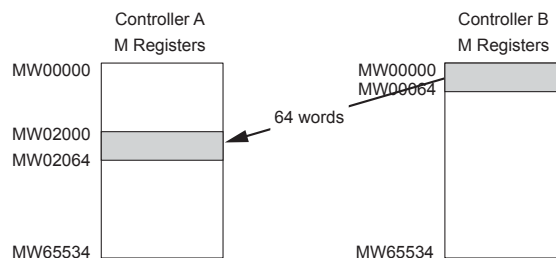 Controller A
M Registers
Controller B
M Registers
MW00000
MW00000
MW00064
64 words
MW02000
MW02064
MW65534
MW65534